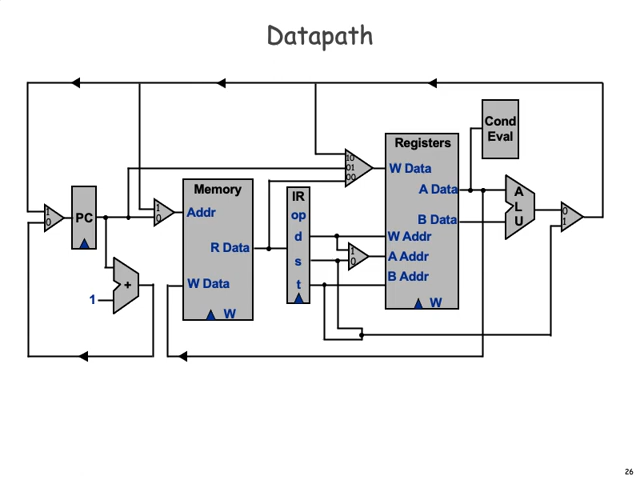 Datapath
Cond
Eval
Registers
10
01
00
W Data
A Data
B Data
W Addr
A Addr
B Addr
W
A
L
U
0
1
1
0
PC
1
0
Memory
Addr
R Data
W Data
W
IR
op
d
s
t
1
0
+
1
26